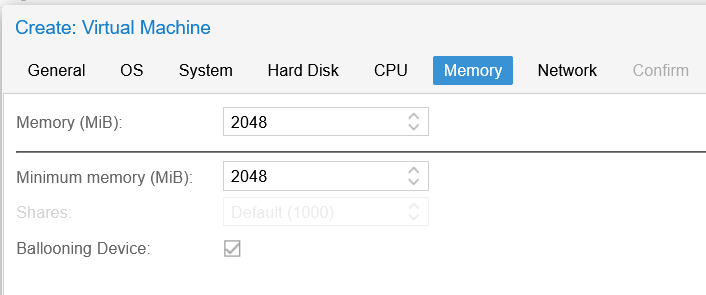 Create: Virtual Machine
General OS System Hard Disk CPU Memory Network Confirm
Memory (MiB): 2048
Minimum memory (MiB): 2048
Shares: Default (1000)
Ballooning Device: